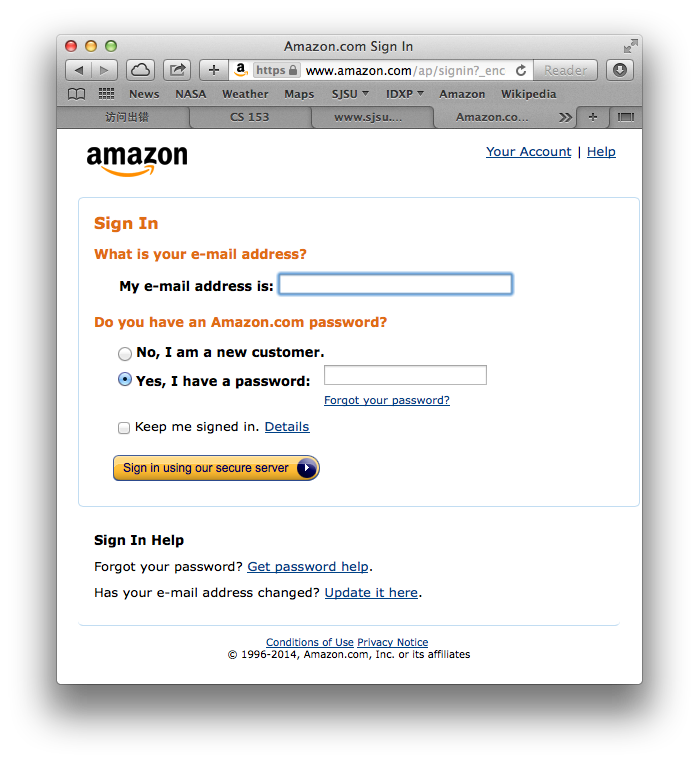 Amazon.com Sign In
https www.amazon.com/ap/signin?_enc Reader
News NASA Weather Maps SJSU IDXP Amazon Wikipedia
访问出错 CS 153 www.sjsu.... Amazon.co...
amazon
Your Account | Help
Sign In
What is your e-mail address?
My e-mail address is:
Do you have an Amazon.com password?
No, I am a new customer.
Yes, I have a password:
Forgot your password?
Keep me signed in. Details
Sign in using our secure server
Sign In Help
Forgot your password? Get password help.
Has your e-mail address changed? Update it here.
Conditions of Use Privacy Notice
© 1996-2014, Amazon.com, Inc. or its affiliates